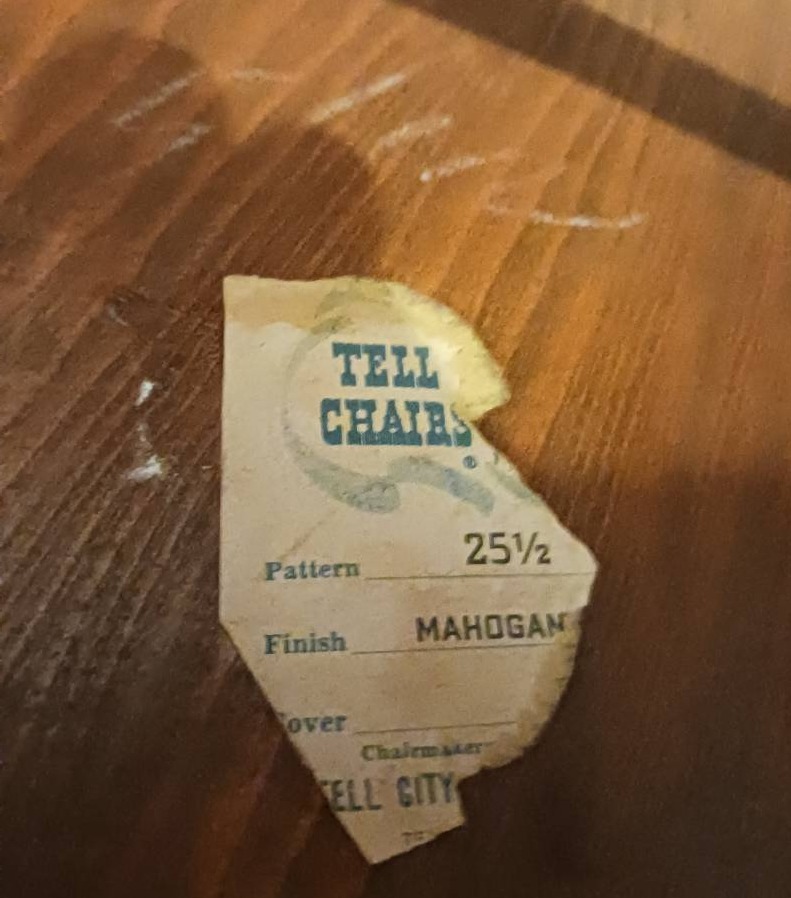 TELL
CHAIRS
®
Pattern 25½
Finish MAHOGAN
over
Chairmaker
ELL CITY